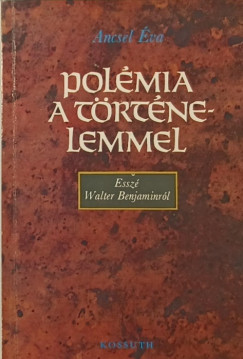 Ancsel Éva
POLÉMIA
A TÖRTÉNE-
LEMMEL
Esszé
Walter Benjaminról
KOSSUTH